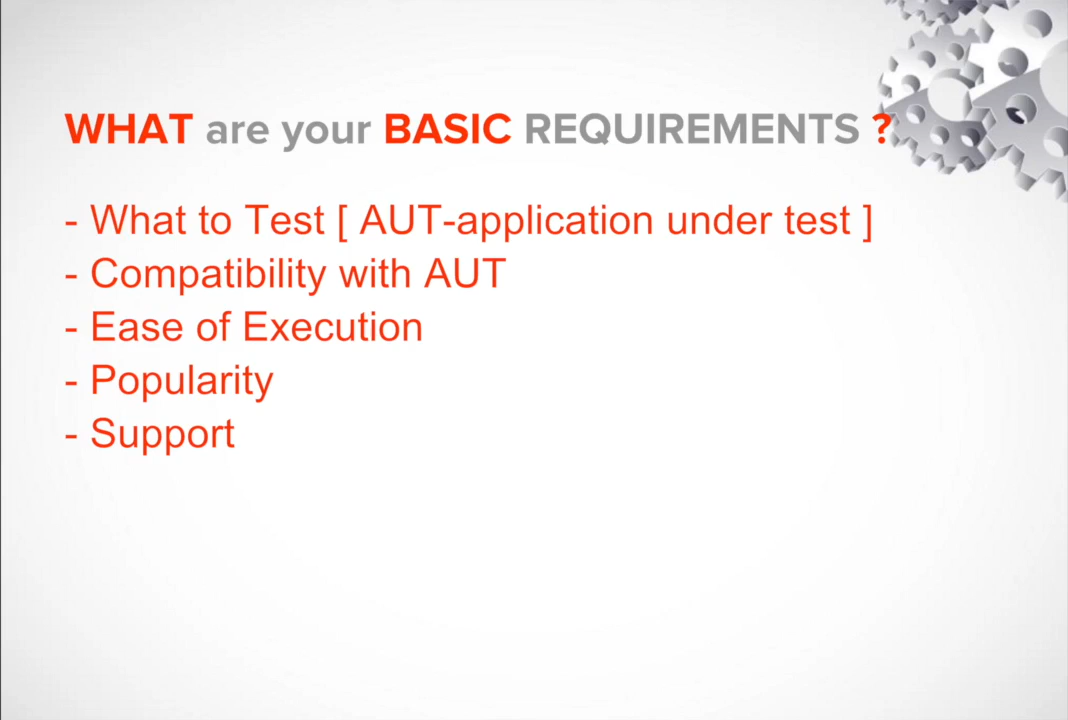 WHAT are your BASIC REQUIREMENTS ?
- What to Test [ AUT-application under test ]
- Compatibility with AUT
- Ease of Execution
- Popularity
- Support